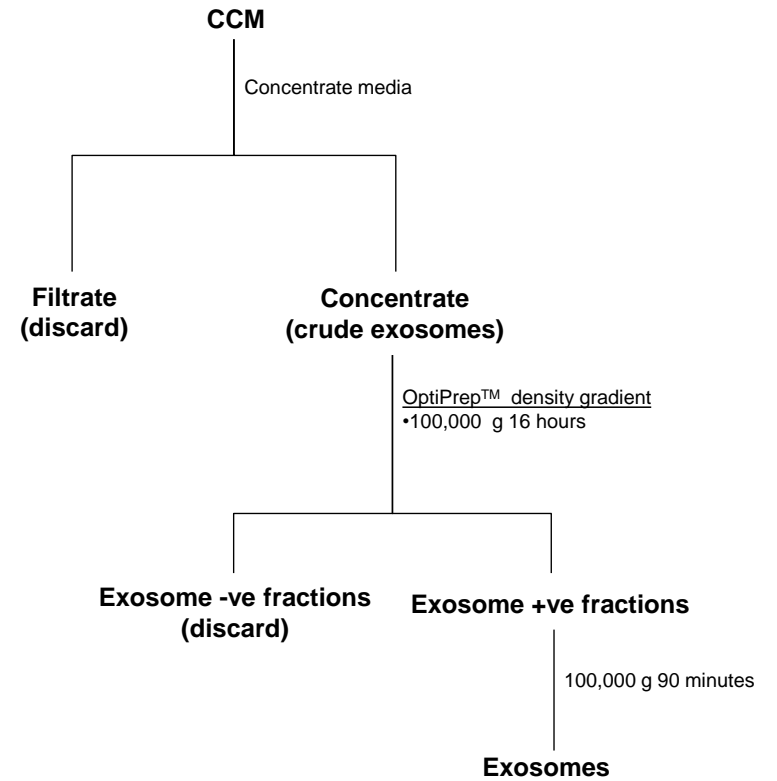 CCM
Concentrate media
Filtrate
(discard)
Concentrate
(crude exosomes)
OptiPrep™ density gradient
•100,000 g 16 hours
Exosome -ve fractions
(discard)
Exosome +ve fractions
100,000 g 90 minutes
Exosomes